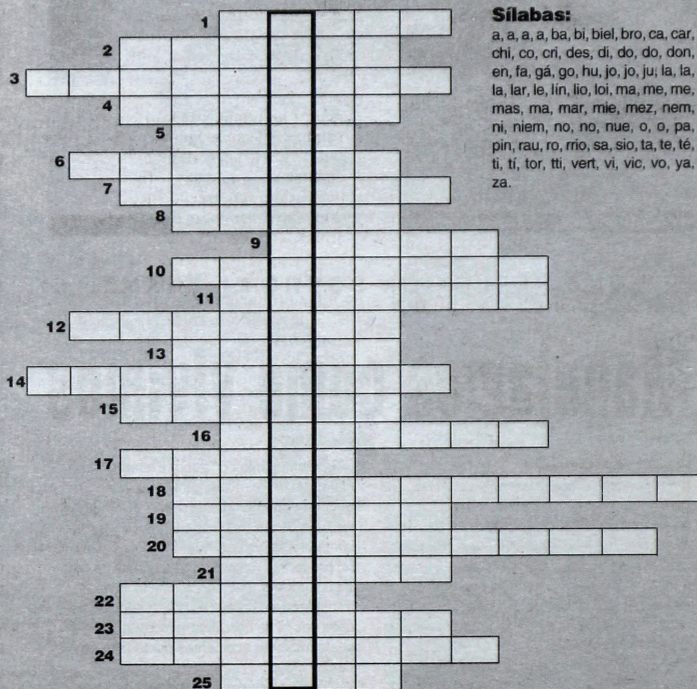 1
Sílabas:
a, a, a, a, ba, bi, biel, bro, ca, car,
chi, co, cri, des, di, do, do, don,
en, fa, gá, go, hu, jo, jo, ju, la, la,
la, lar, le, lín, lio, loi, ma, me, me,
mas, ma, mar, mie, mez, nem,
ni, niem, no, no, nue, o, o, pa,
pin, rau, ro, rrio, sa, sio, ta, te, té,
ti, tí, tor, tti, vert, vi, vic, vo, ya,
za.
2
3
4
5
6
7
8
9
10
11
12
13
14
15
16
17
18
19
20
21
22
23
24
25